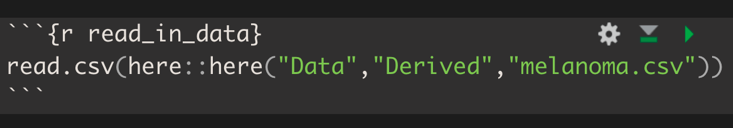 ```{r read_in_data}
read.csv(here::here("Data","Derived","melanoma.csv"))
```